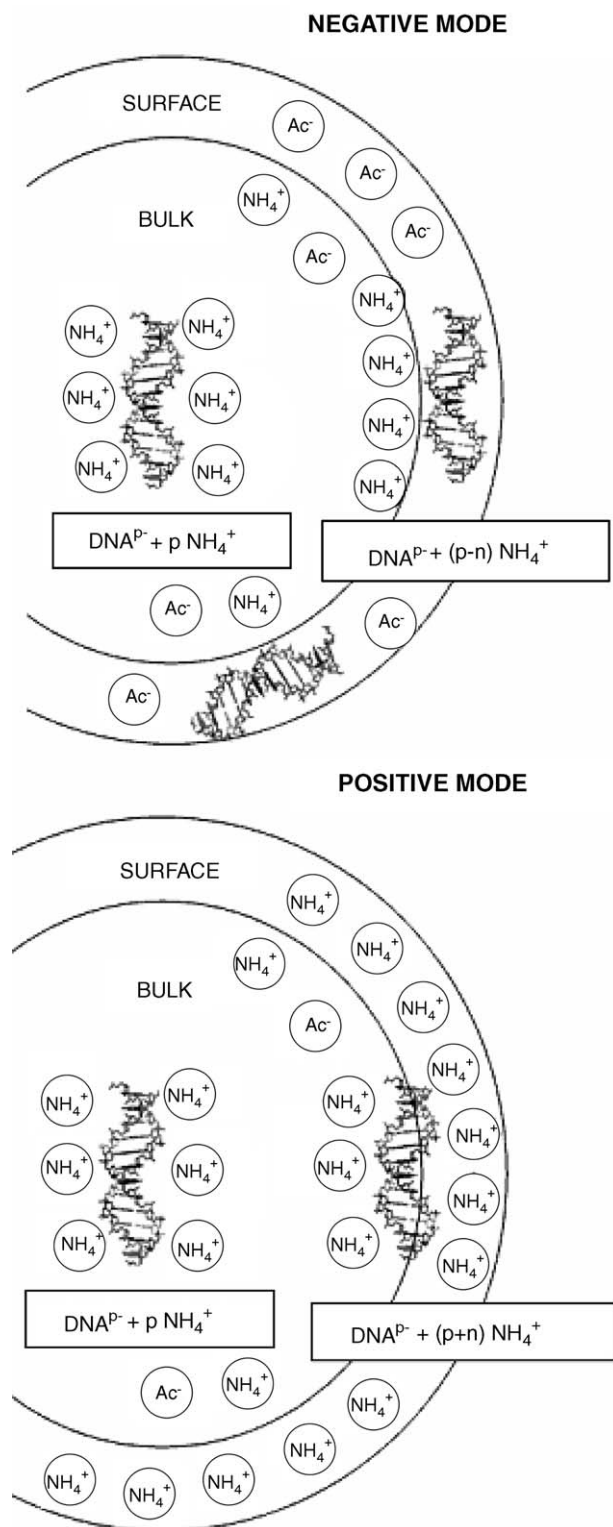 NEGATIVE MODE
SURFACE
Ac⁻
Ac⁻
NH₄⁺
Ac⁻
BULK
Ac⁻
NH₄⁺
NH₄⁺ NH₄⁺
NH₄⁺
NH₄⁺ NH₄⁺
NH₄⁺
NH₄⁺ NH₄⁺
NH₄⁺
DNAᵖ⁻ + p NH₄⁺
DNAᵖ⁻ + (p-n) NH₄⁺
Ac⁻ NH₄⁺
Ac⁻
Ac⁻
POSITIVE MODE
SURFACE
NH₄⁺
NH₄⁺
NH₄⁺
BULK
NH₄⁺
Ac⁻
NH₄⁺
NH₄⁺ NH₄⁺ NH₄⁺
NH₄⁺
NH₄⁺ NH₄⁺ NH₄⁺
NH₄⁺
NH₄⁺ NH₄⁺ NH₄⁺
NH₄⁺
DNAᵖ⁻ + p NH₄⁺
DNAᵖ⁻ + (p+n) NH₄⁺
Ac⁻ NH₄⁺
NH₄⁺
NH₄⁺
NH₄⁺ NH₄⁺ NH₄⁺